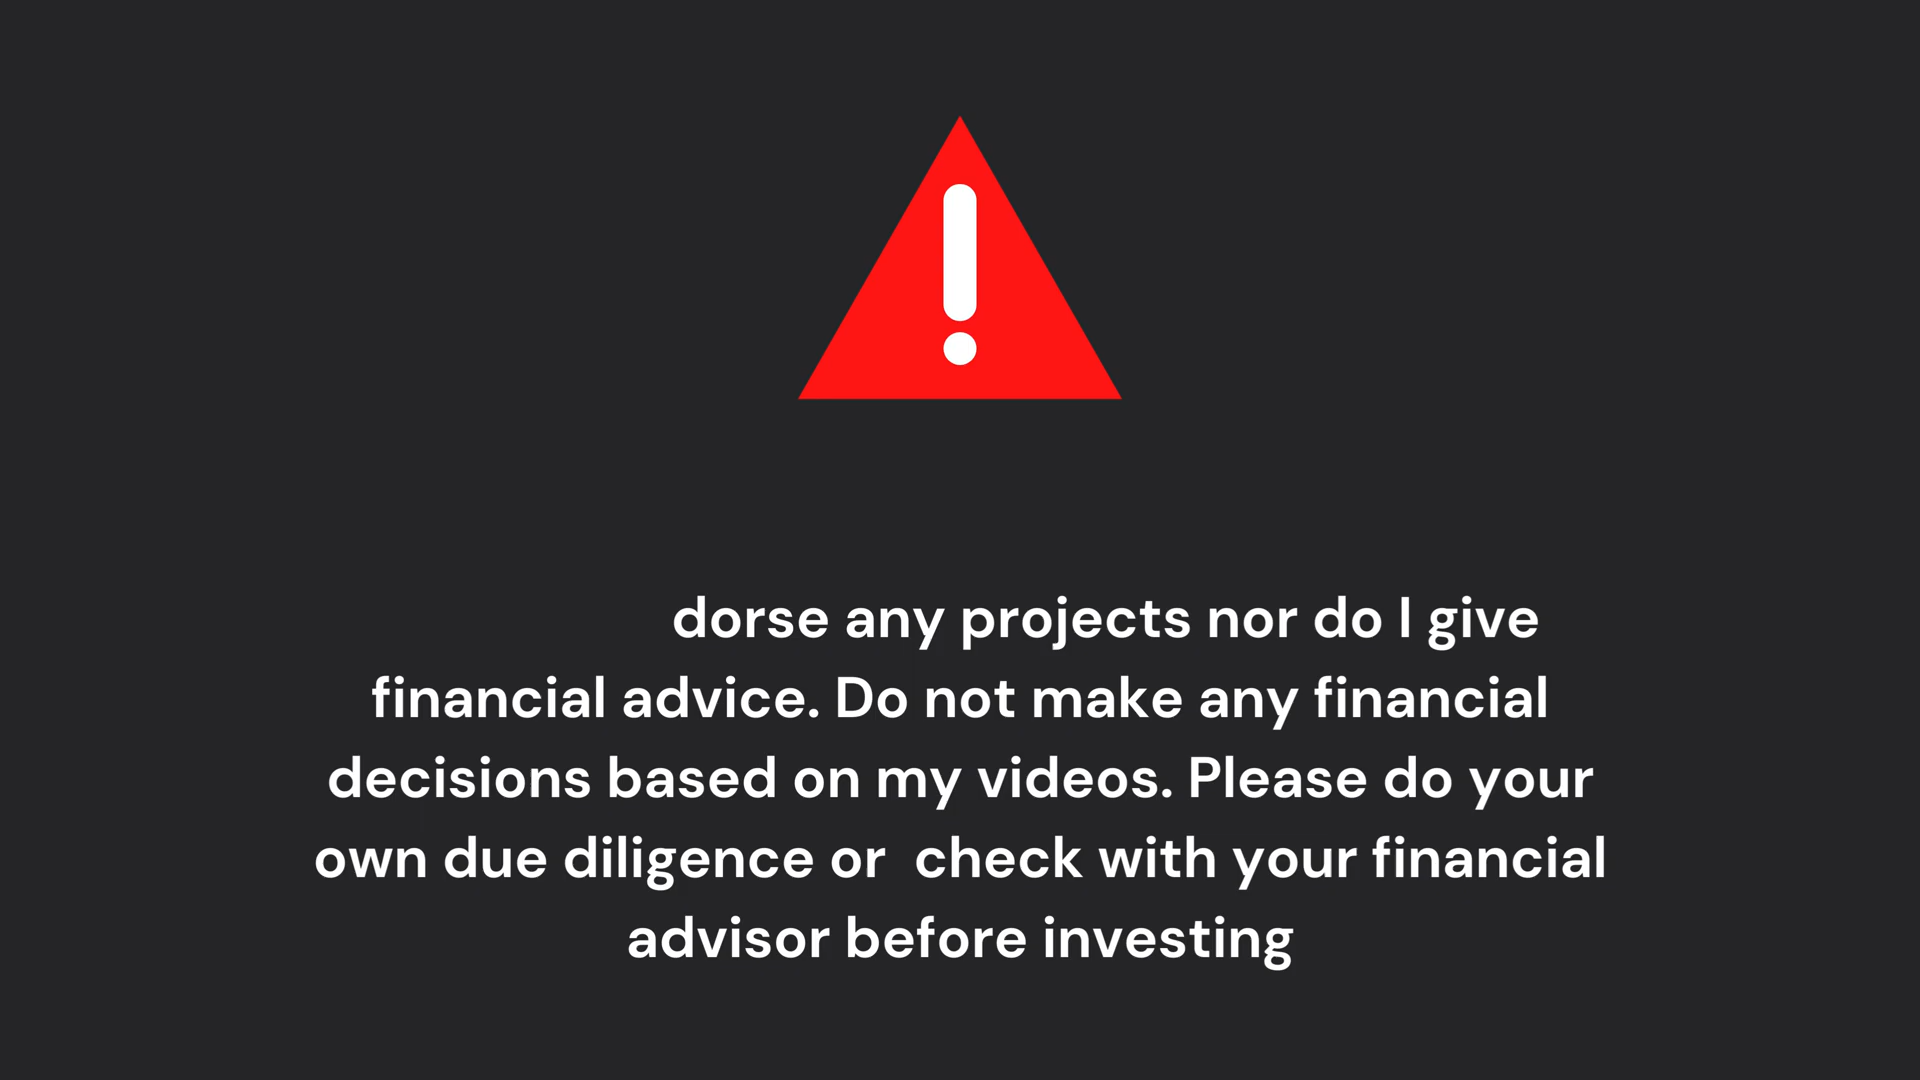 dorse any projects nor do I give
financial advice. Do not make any financial
decisions based on my videos. Please do your
own due diligence or  check with your financial
advisor before investing